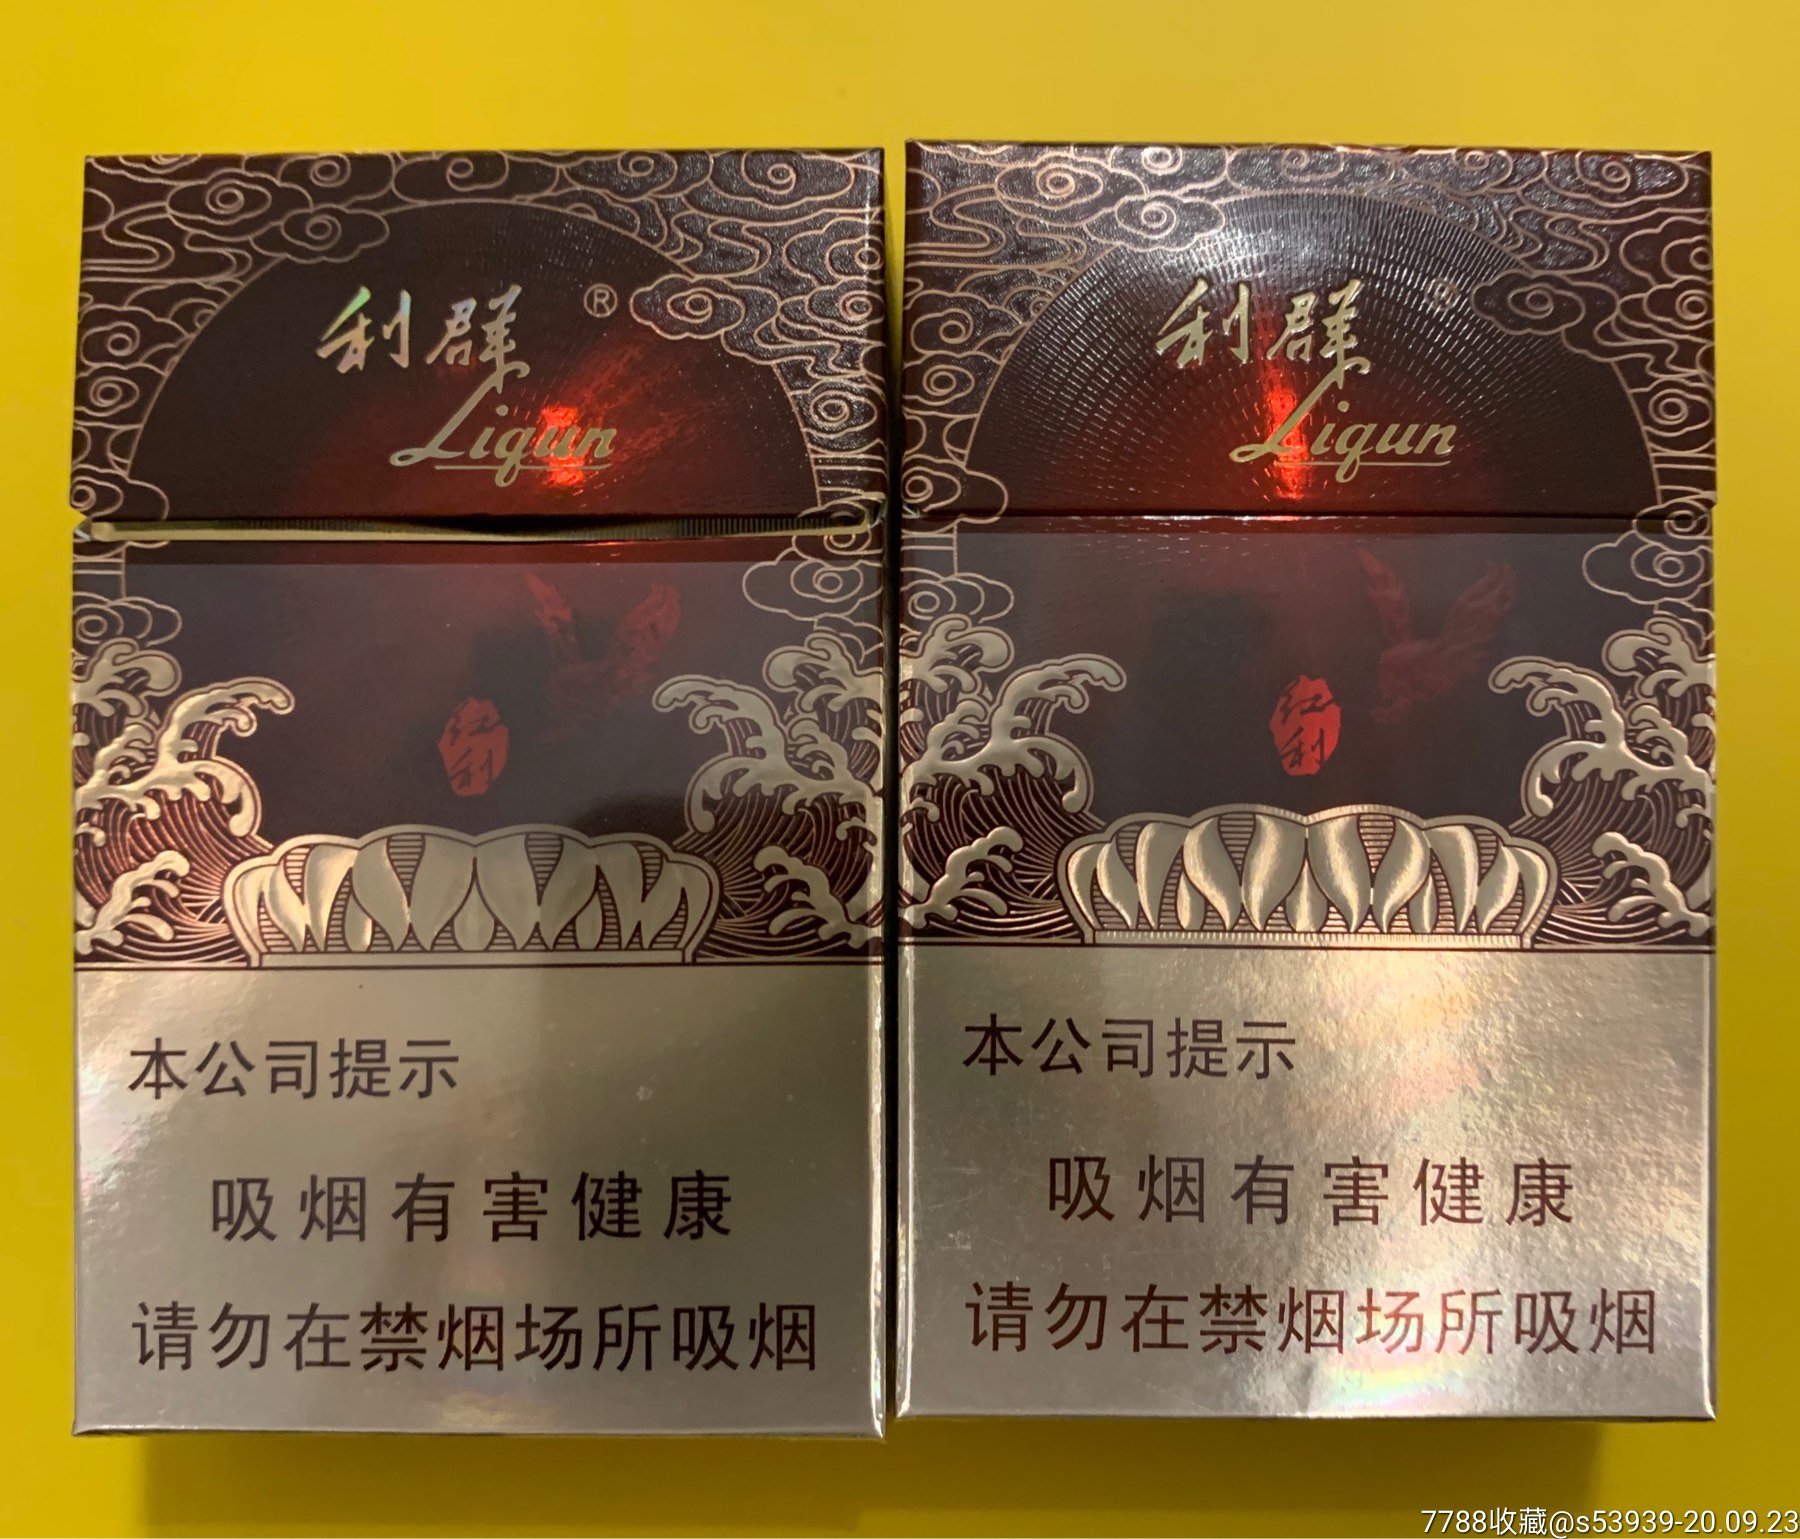 利群 ®
Liqun
红
利
本公司提示
吸烟有害健康
请勿在禁烟场所吸烟
利群 ®
Liqun
红
利
本公司提示
吸烟有害健康
请勿在禁烟场所吸烟
7788收藏@s53939-20.09.23